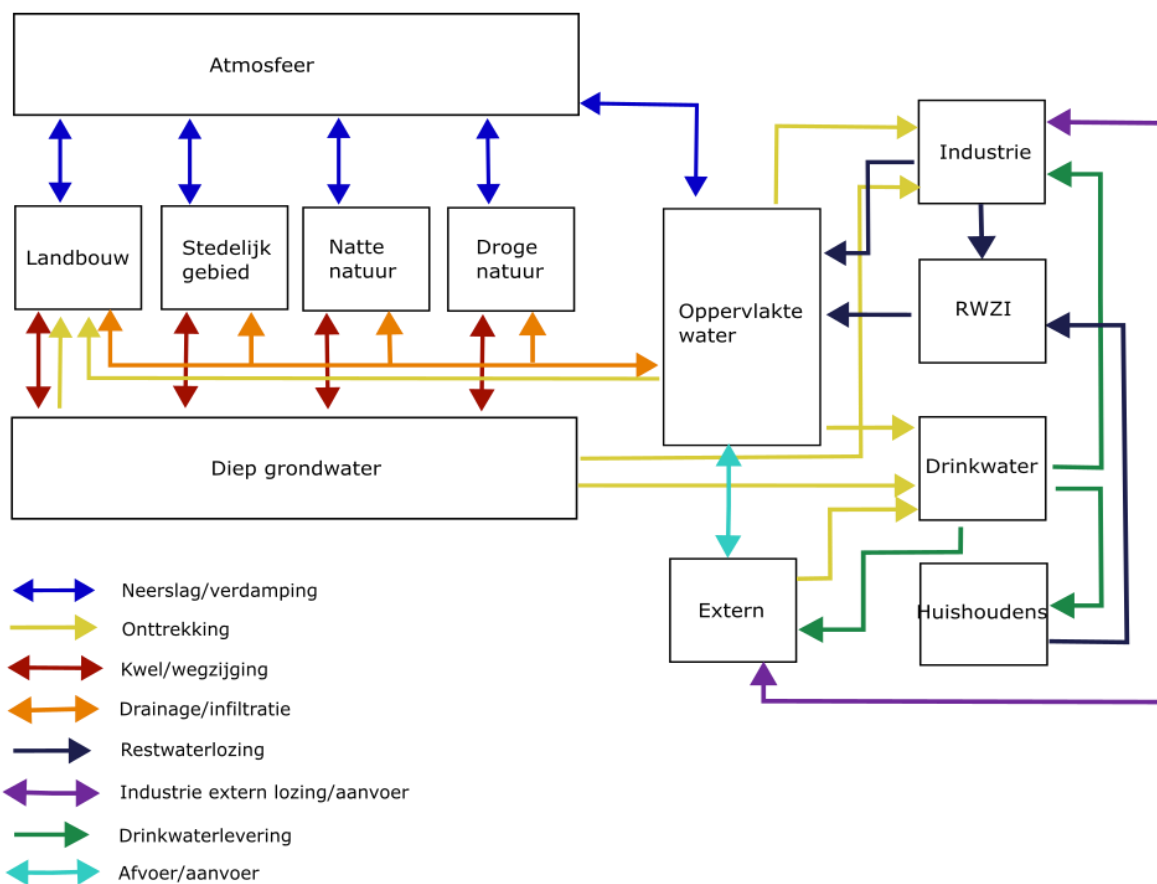 Atmosfeer
Industrie
Landbouw
Stedelijk
gebied
Natte
natuur
Droge
natuur
Oppervlakte
water
RWZI
Diep grondwater
Drinkwater
Extern
Huishoudens
Neerslag/verdamping
Onttrekking
Kwel/wegzijging
Drainage/infiltratie
Restwaterlozing
Industrie extern lozing/aanvoer
Drinkwaterlevering
Afvoer/aanvoer